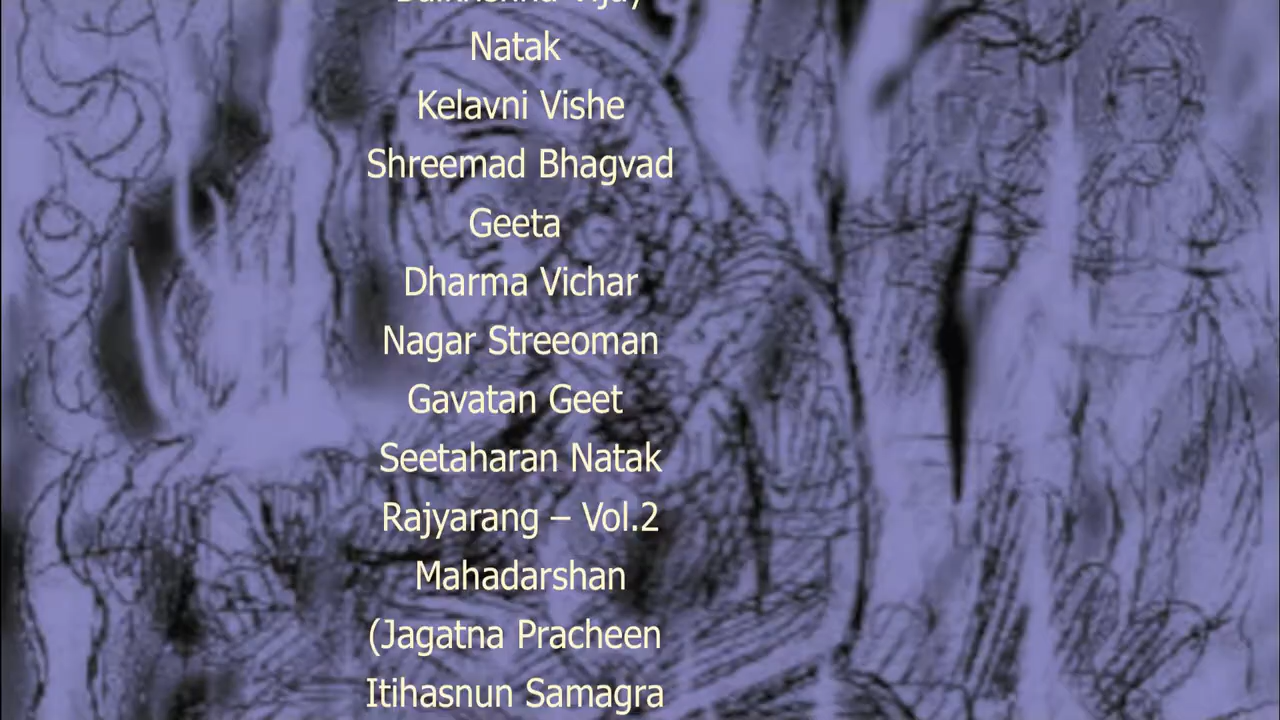 Natak
Kelavni Vishe
Shreemad Bhagvad
Geeta
Dharma Vichar
Nagar Streeoman
Gavatan Geet
Seetaharan Natak
Rajyarang – Vol.2
Mahadarshan
(Jagatna Pracheen
Itihasnun Samagra